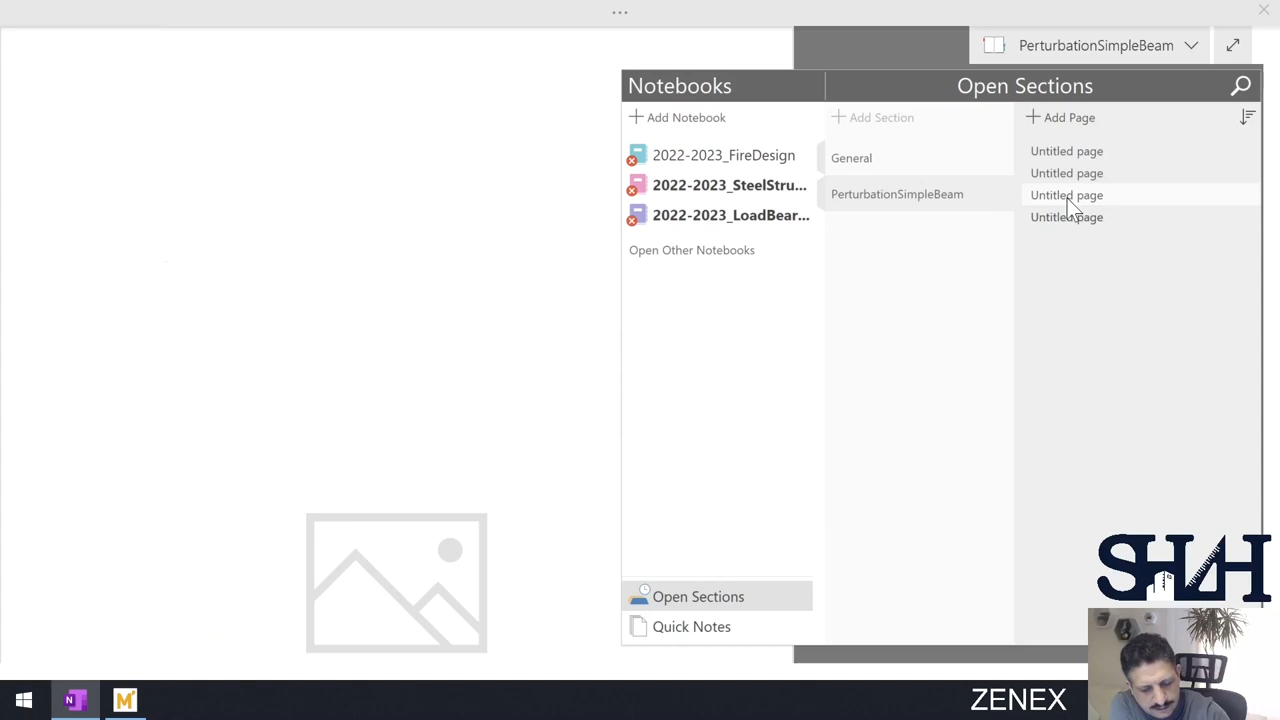 ...
PerturbationSimpleBeam
Notebooks
Open Sections
Add Notebook
Add Section
Add Page
2022-2023_FireDesign
2022-2023_SteelStru...
2022-2023_LoadBear...
Open Other Notebooks
General
PerturbationSimpleBeam
Untitled page
Untitled page
Untitled page
Untitled page
Open Sections
Quick Notes
SHZH
N
M
ZENEX